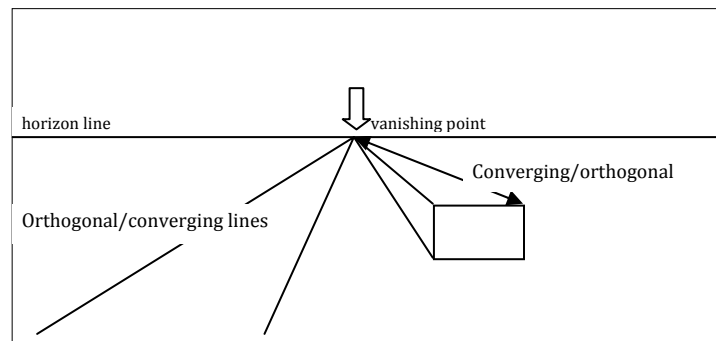 horizon line
vanishing point
Converging/orthogonal
Orthogonal/converging lines